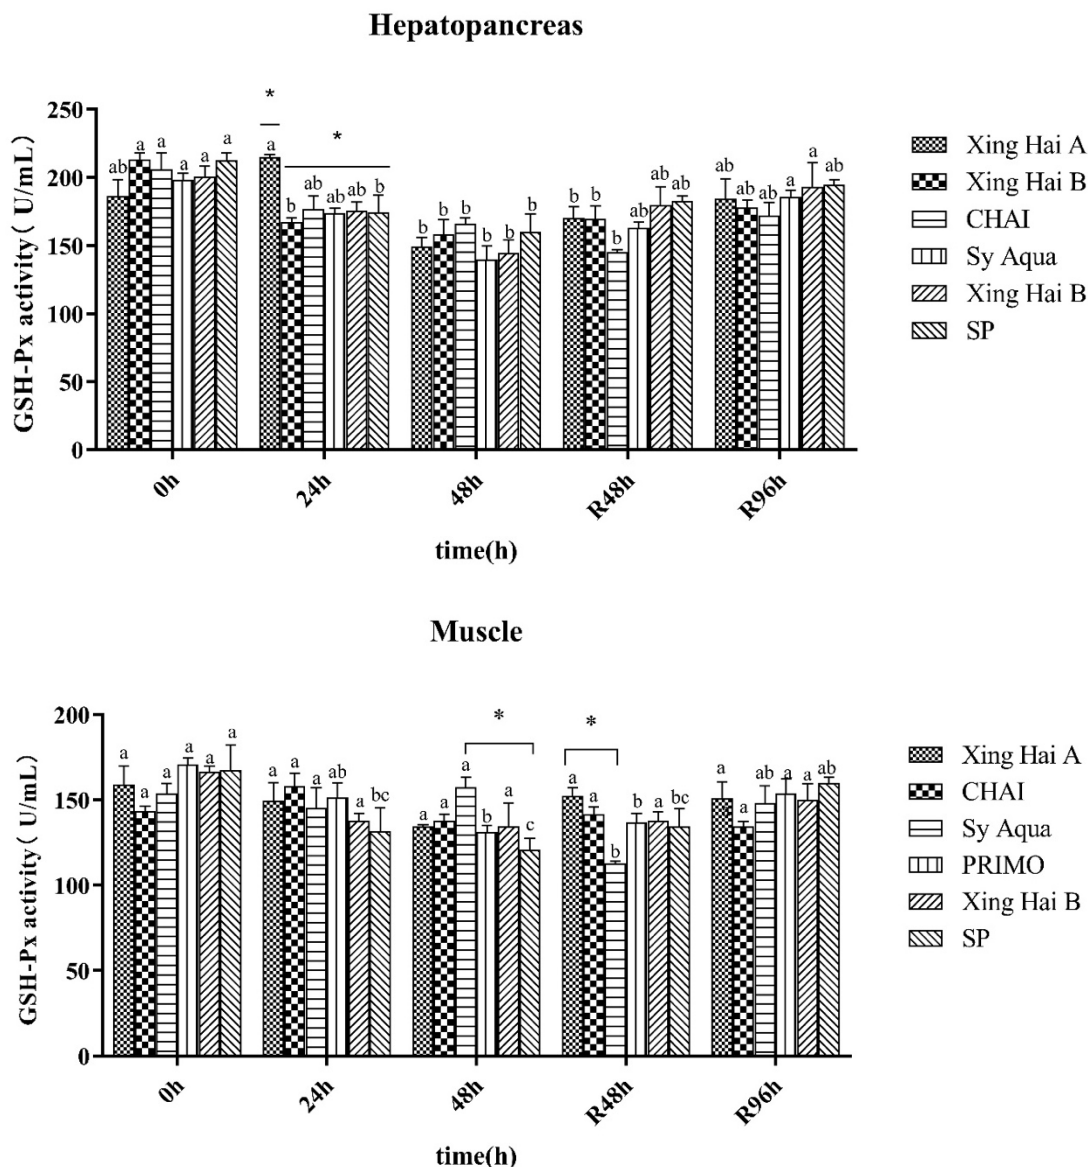 Hepatopancreas
GSH-Px activity( U/mL)
250
200
150
100
50
0
* *
ab a a a a a
a b ab ab ab b
b b b b b b
b b b ab ab ab
ab ab ab b a ab
0h 24h 48h R48h R96h
time(h)
Xing Hai A
Xing Hai B
CHAI
Sy Aqua
Xing Hai B
SP
Muscle
GSH-Px activity( U/mL)
200
150
100
50
0
* *
a a a a a a
a a a ab a bc
a a a b a c
a a b b a bc
a a ab a a ab
0h 24h 48h R48h R96h
time(h)
Xing Hai A
CHAI
Sy Aqua
PRIMO
Xing Hai B
SP